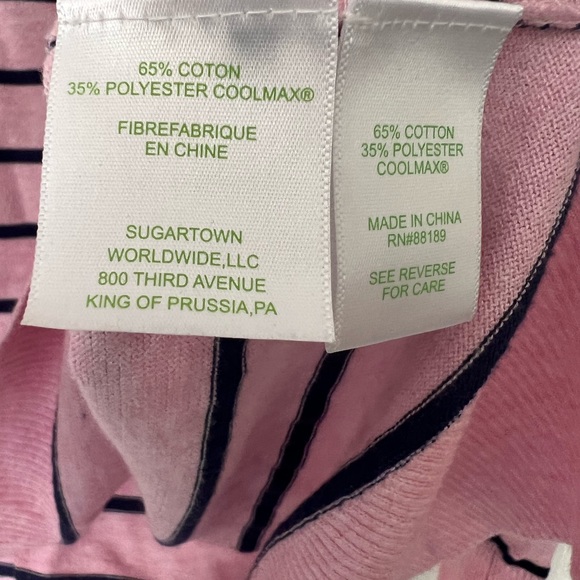 65% COTON
35% POLYESTER COOLMAX®
FIBREFABRIQUE
EN CHINE
SUGARTOWN
WORLDWIDE,LLC
800 THIRD AVENUE
KING OF PRUSSIA,PA
65% COTTON
35% POLYESTER
COOLMAX®
MADE IN CHINA
RN#88189
SEE REVERSE
FOR CARE